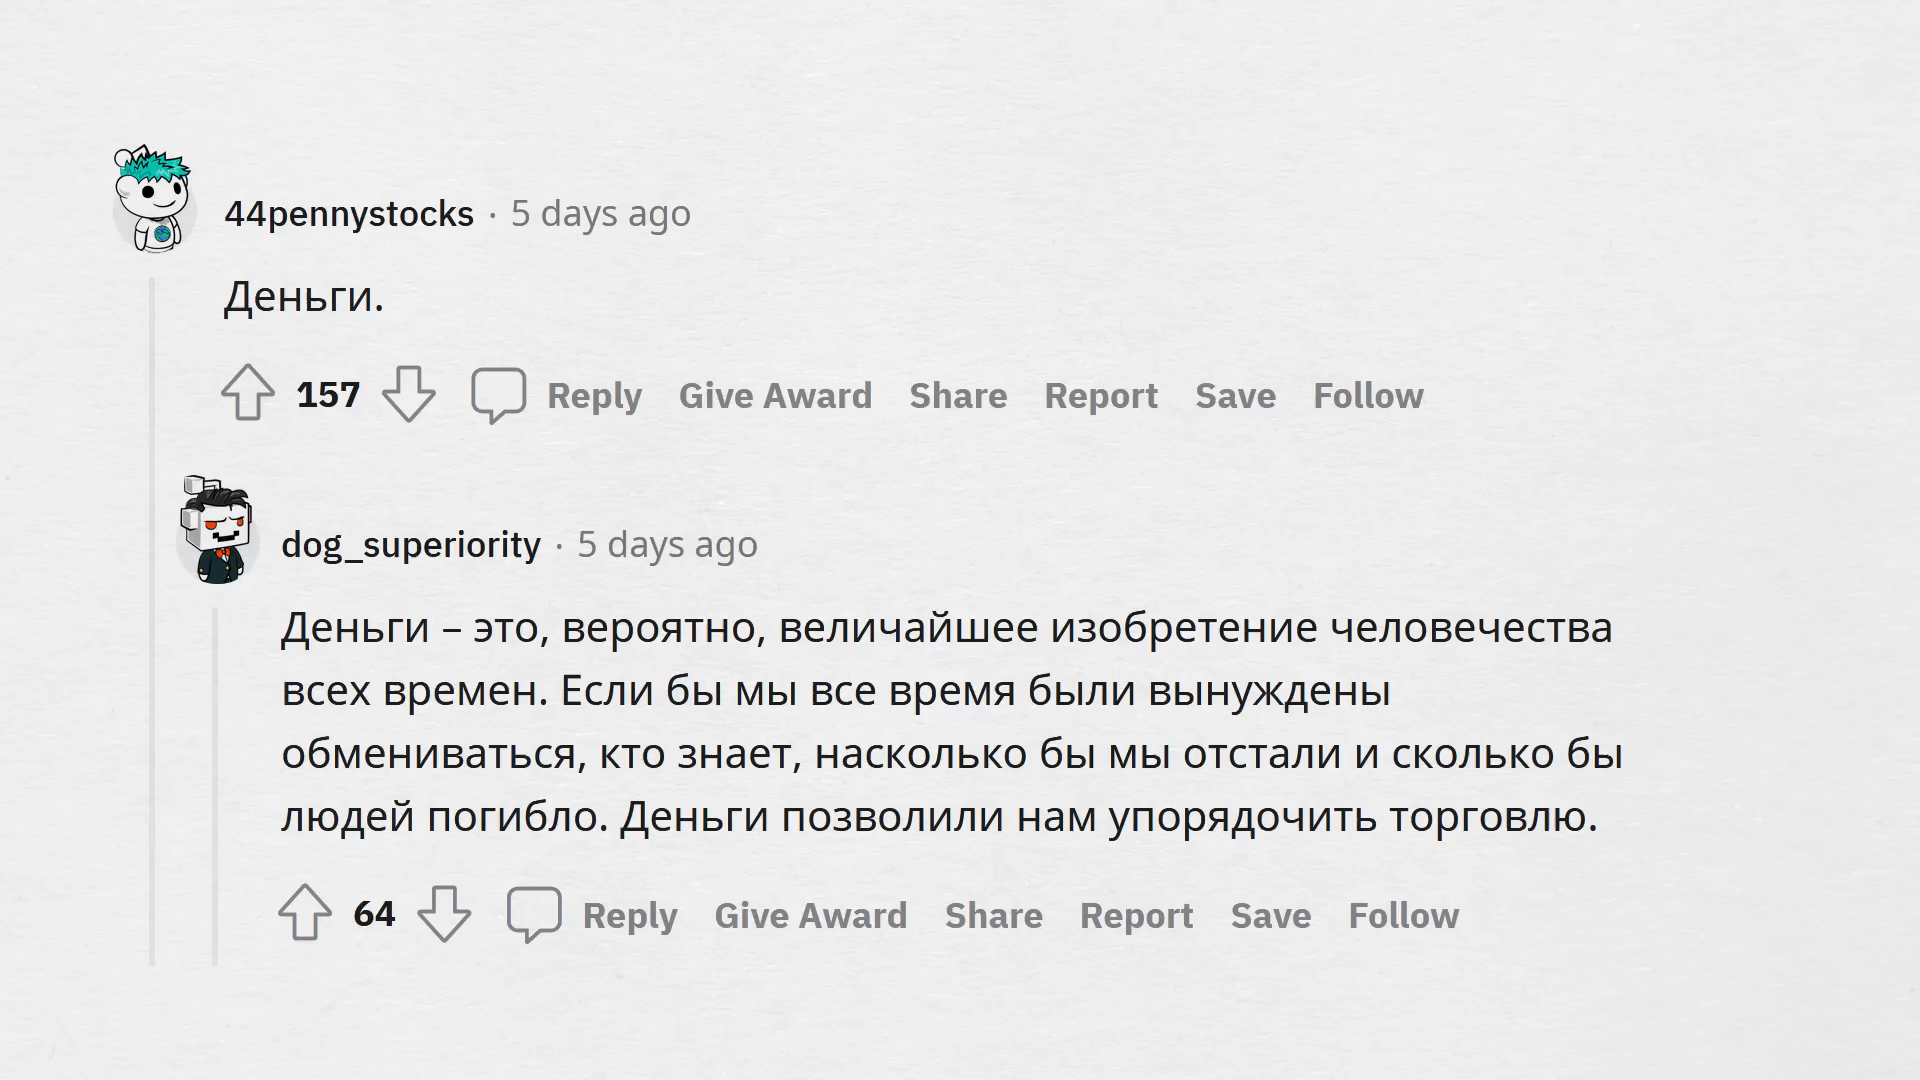 44pennystocks · 5 days ago
Деньги.
157 Reply Give Award Share Report Save Follow
dog_superiority · 5 days ago
Деньги – это, вероятно, величайшее изобретение человечества
всех времен. Если бы мы все время были вынуждены
обмениваться, кто знает, насколько бы мы отстали и сколько бы
людей погибло. Деньги позволили нам упорядочить торговлю.
64 Reply Give Award Share Report Save Follow